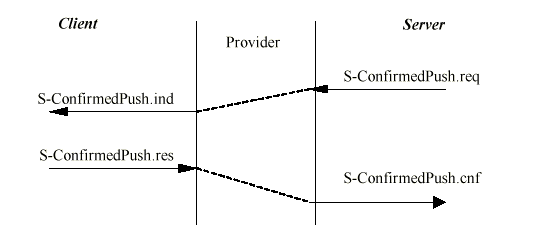 Client
Server
Provider
S-ConfirmedPush.req
S-ConfirmedPush.ind
S-ConfirmedPush.res
S-ConfirmedPush.cnf